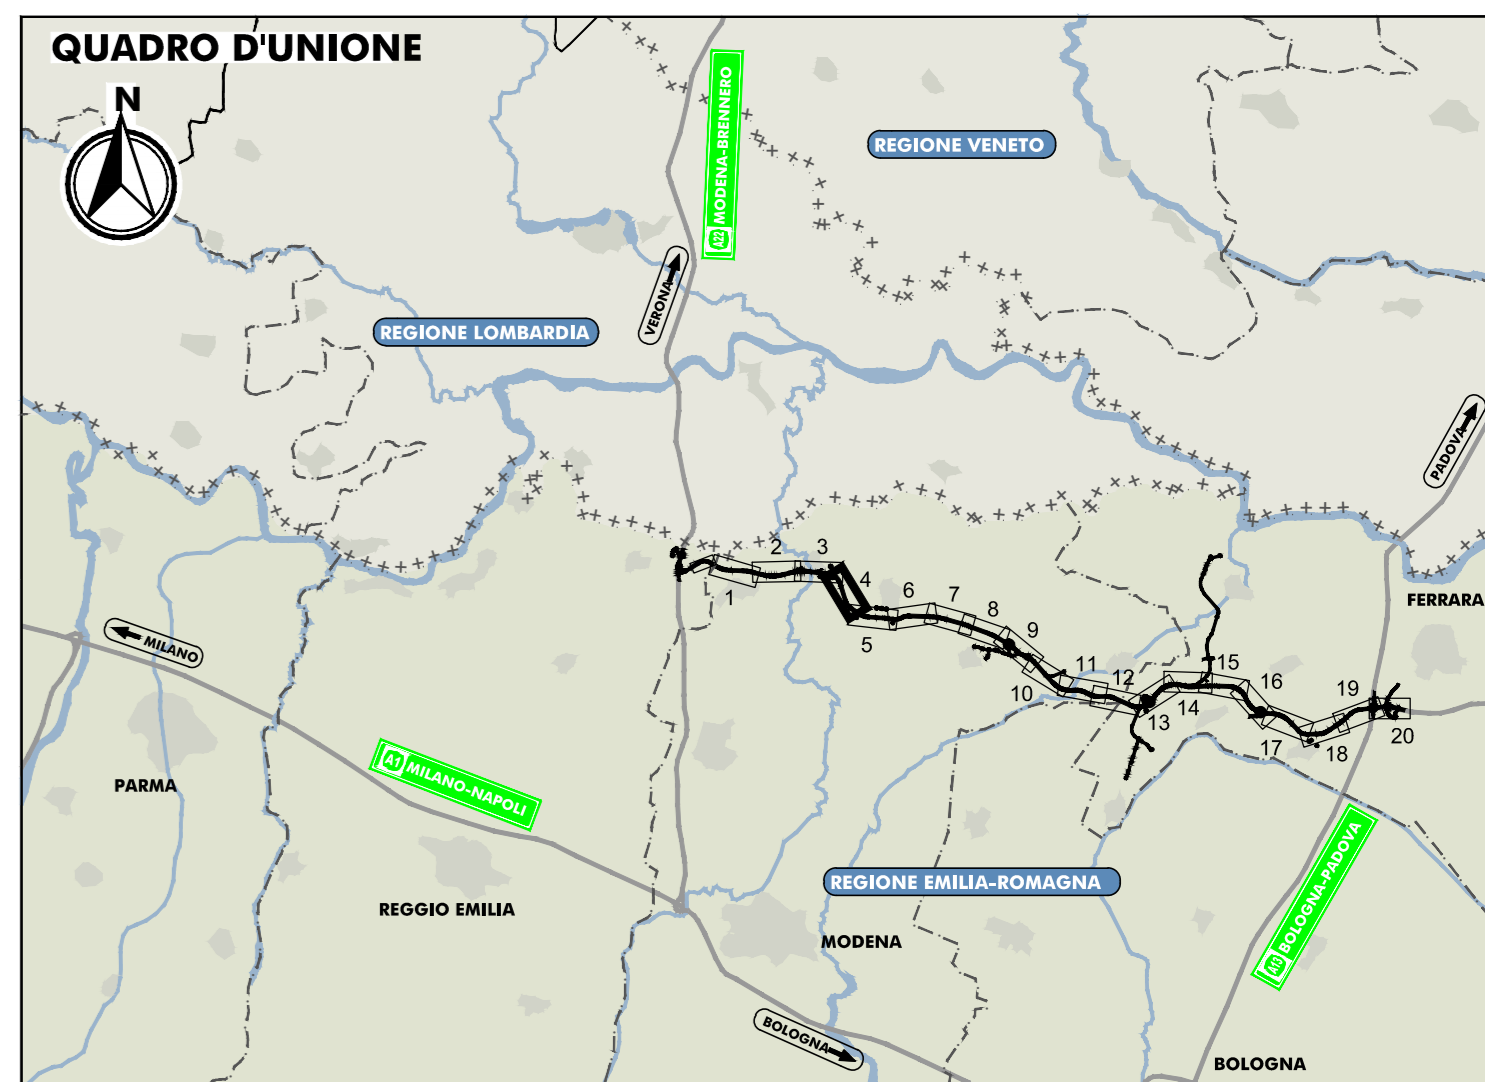 QUADRO D'UNIONE
N
A22 MODENA-BRENNERO
REGIONE VENETO
VERONA
REGIONE LOMBARDIA
PADOVA
2
3
4
1
6
7
8
5
9
FERRARA
MILANO
11
12
15
16
10
14
13
19
20
17
18
PARMA
A1 MILANO-NAPOLI
A13 BOLOGNA-PADOVA
REGIONE EMILIA-ROMAGNA
REGGIO EMILIA
MODENA
BOLOGNA
BOLOGNA